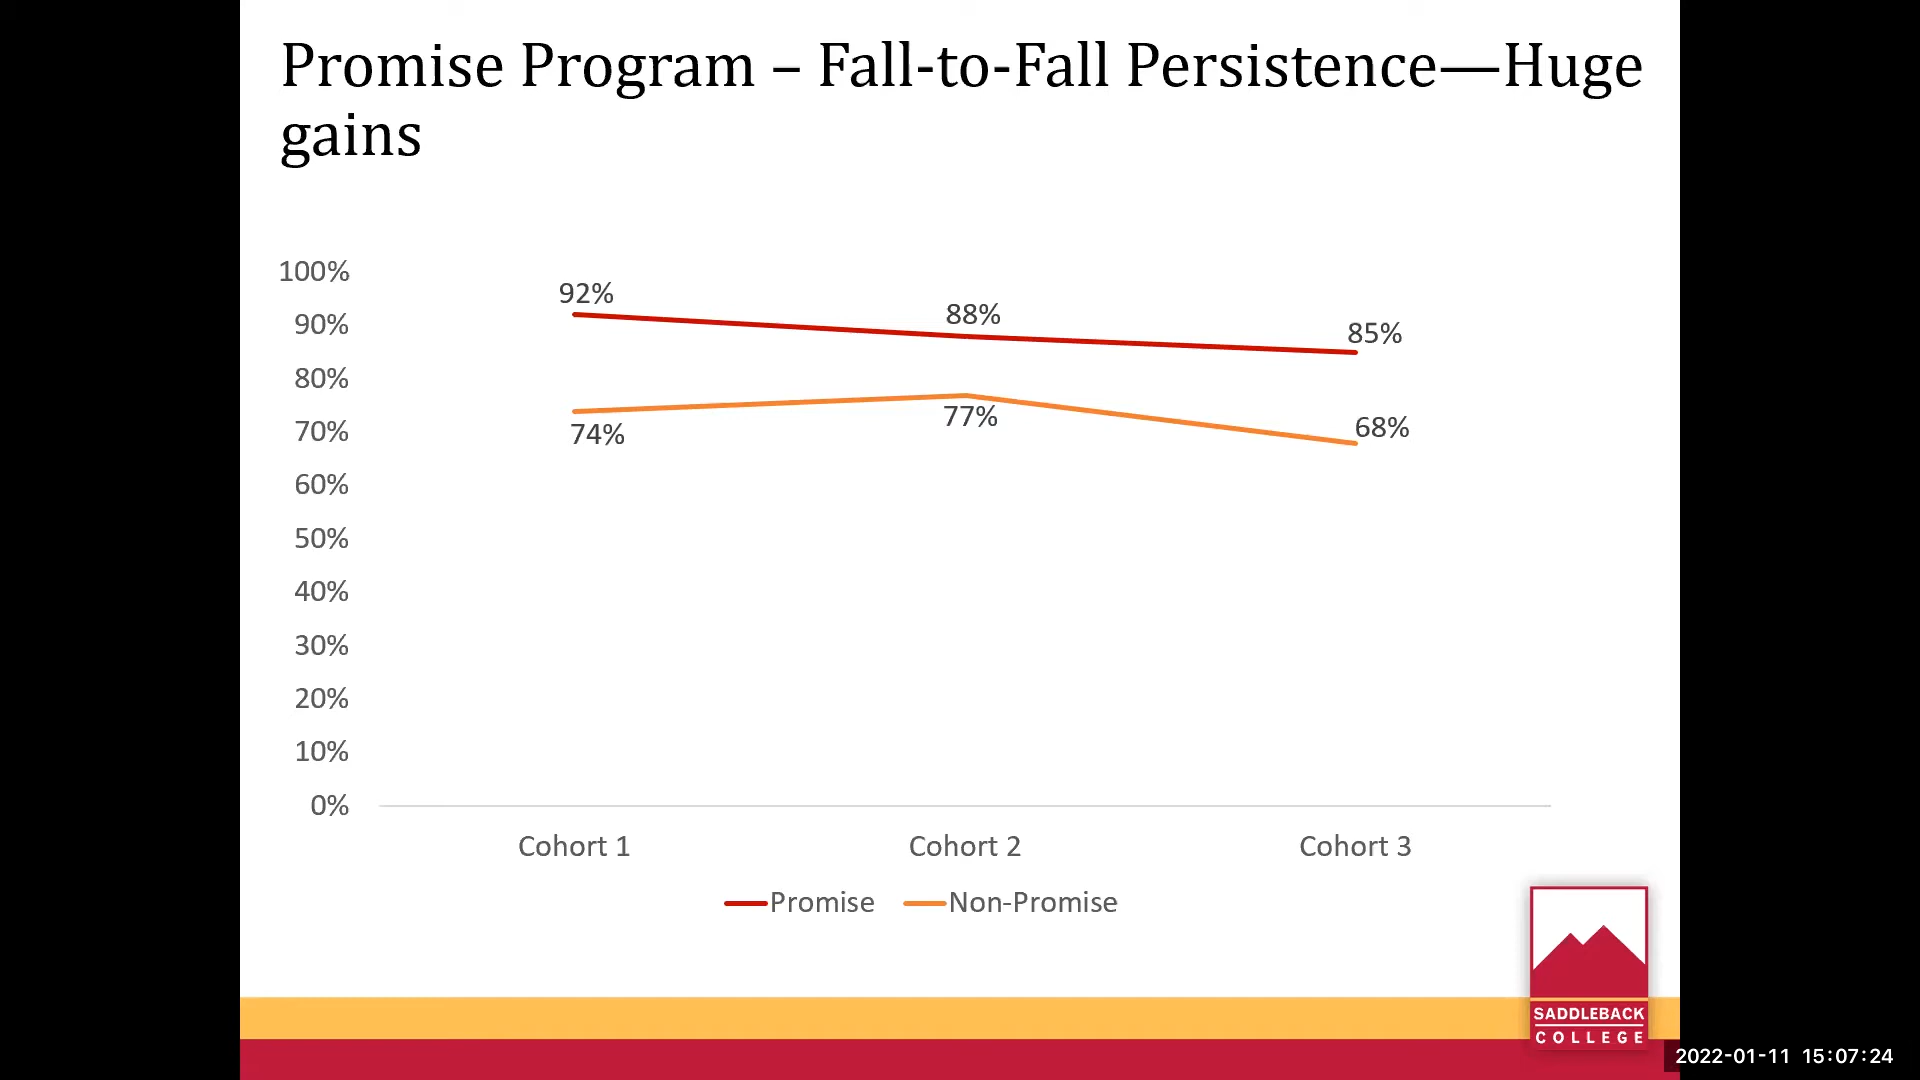 Promise Program – Fall-to-Fall Persistence—Huge
gains
100%
90%
80%
70%
60%
50%
40%
30%
20%
10%
0%
92%
88%
85%
74%
77%
68%
Cohort 1
Cohort 2
Cohort 3
Promise
Non-Promise
SADDLEBACK
COLLEGE
2022-01-11 15:07:24